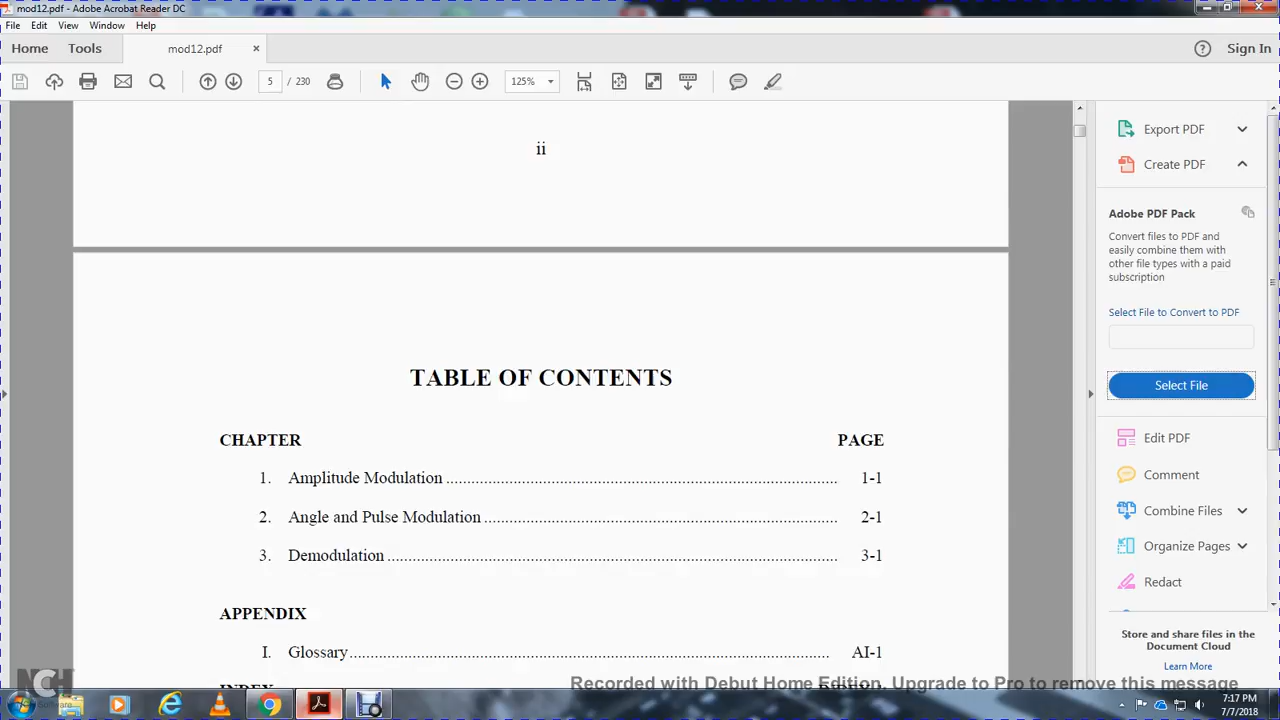 mod12.pdf - Adobe Acrobat Reader DC
File Edit View Window Help
Home Tools mod12.pdf × Sign In
5 / 230 125%
ii
TABLE OF CONTENTS
CHAPTER PAGE
1. Amplitude Modulation 1-1
2. Angle and Pulse Modulation 2-1
3. Demodulation 3-1
APPENDIX
I. Glossary AI-1
INDEX
Export PDF
Create PDF
Adobe PDF Pack
Convert files to PDF and
easily combine them with
other file types with a paid
subscription
Select File to Convert to PDF
Select File
Edit PDF
Comment
Combine Files
Organize Pages
Redact
Store and share files in the
Document Cloud
Learn More
NCH Software
Recorded with Debut Home Edition. Upgrade to Pro to remove this message
7:17 PM
7/7/2018